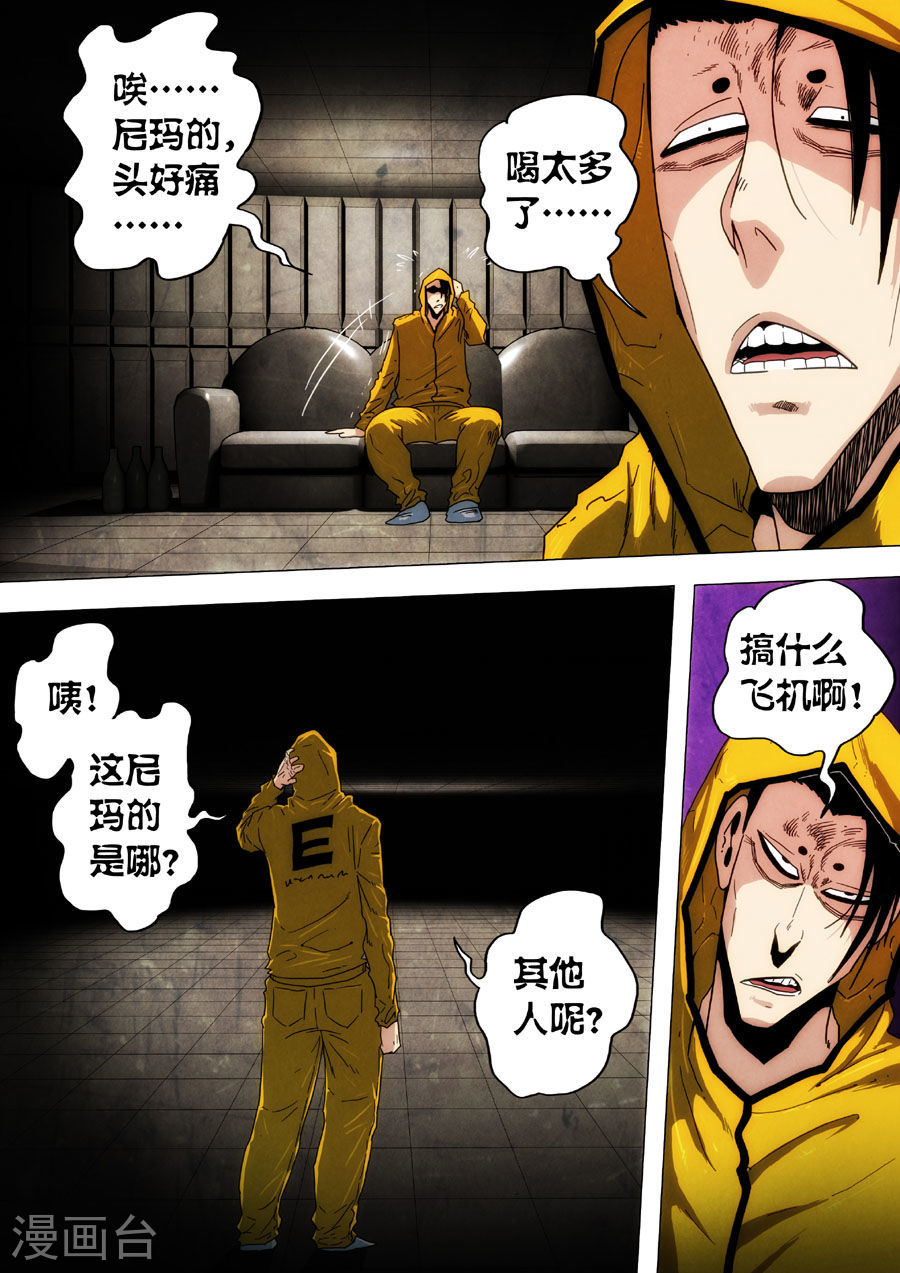 唉……
尼玛的，
头好痛
……
喝太多
了……
咦！
这尼
玛的
是哪？
E
其他
人呢？
搞什么
飞机啊！
漫画台